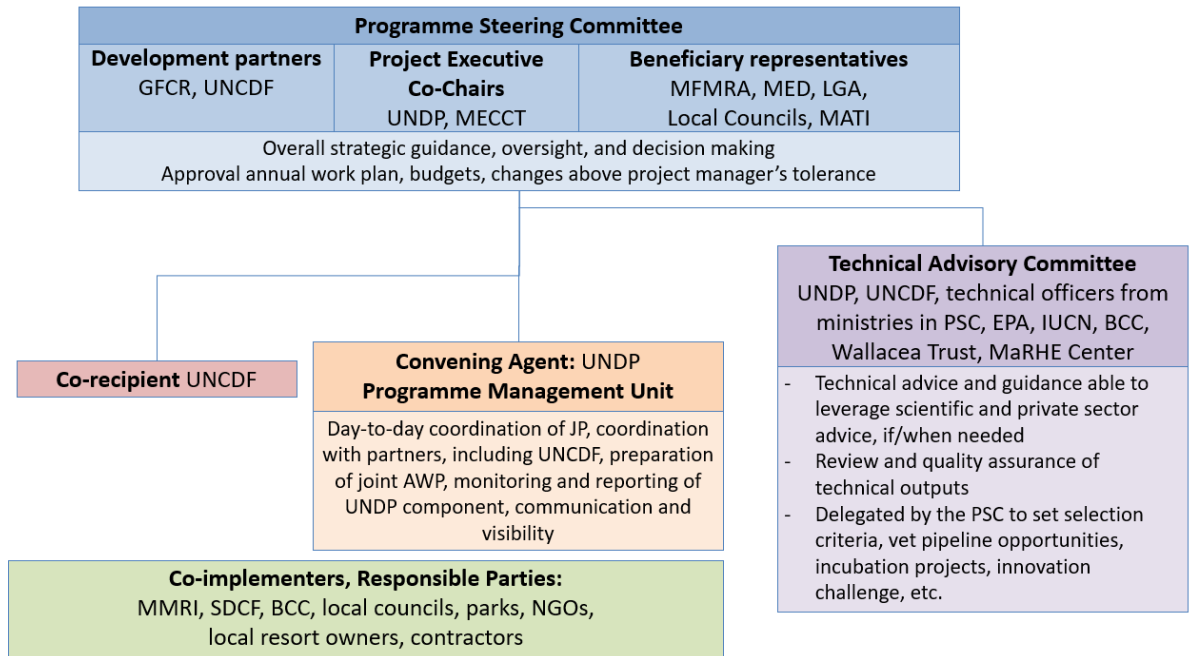 Programme Steering Committee
Development partners
GFCR, UNCDF
Project Executive
Co-Chairs
UNDP, MECCT
Beneficiary representatives
MFMRA, MED, LGA,
Local Councils, MATI
Overall strategic guidance, oversight, and decision making
Approval annual work plan, budgets, changes above project manager's tolerance
Co-recipient UNCDF
Convening Agent: UNDP
Programme Management Unit
Day-to-day coordination of JP, coordination
with partners, including UNCDF, preparation
of joint AWP, monitoring and reporting of
UNDP component, communication and
visibility
Technical Advisory Committee
UNDP, UNCDF, technical officers from
ministries in PSC, EPA, IUCN, BCC,
Wallacea Trust, MaRHE Center
- Technical advice and guidance able to
leverage scientific and private sector
advice, if/when needed
- Review and quality assurance of
technical outputs
- Delegated by the PSC to set selection
criteria, vet pipeline opportunities,
incubation projects, innovation
challenge, etc.
Co-implementers, Responsible Parties:
MMRI, SDCF, BCC, local councils, parks, NGOs,
local resort owners, contractors